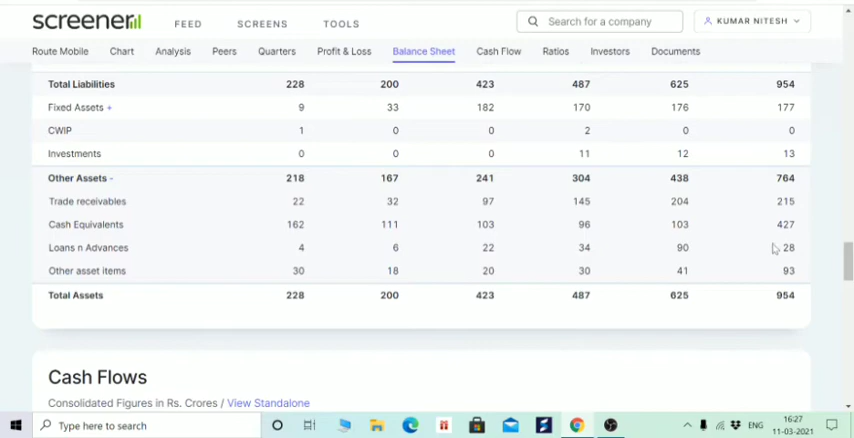 screener FEED SCREENS TOOLS Search for a company KUMAR NITESH
Route Mobile Chart Analysis Peers Quarters Profit & Loss Balance Sheet Cash Flow Ratios Investors Documents
Total Liabilities 228 200 423 487 625 954
Fixed Assets + 9 33 182 170 176 177
CWIP 1 0 0 2 0 0
Investments 0 0 0 11 12 13
Other Assets - 218 167 241 304 438 764
Trade receivables 22 32 97 145 204 215
Cash Equivalents 162 111 103 96 103 427
Loans n Advances 4 6 22 34 90 28
Other asset items 30 18 20 30 41 93
Total Assets 228 200 423 487 625 954
Cash Flows
Consolidated Figures in Rs. Crores / View Standalone
Type here to search ENG 16:27
11-03-2021